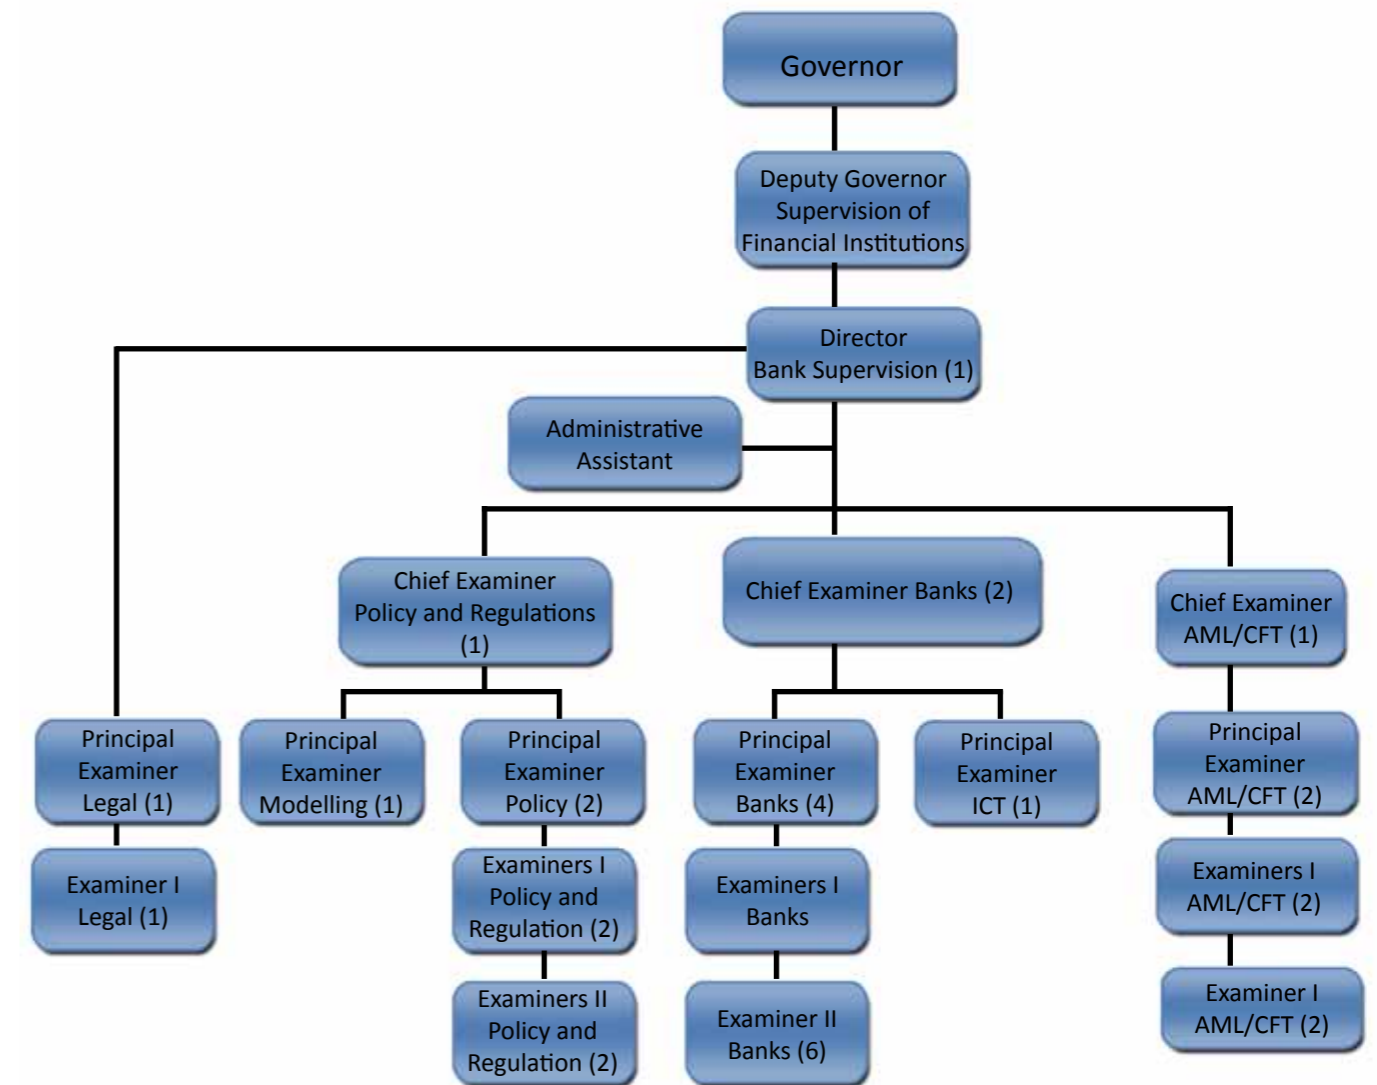 Governor
Deputy Governor
Supervision of
Financial Institutions
Director
Bank Supervision (1)
Administrative
Assistant
Chief Examiner
Policy and Regulations
(1)
Chief Examiner Banks (2)
Chief Examiner
AML/CFT (1)
Principal
Examiner
Legal (1)
Principal
Examiner
Modelling (1)
Principal
Examiner
Policy (2)
Principal
Examiner
Banks (4)
Principal
Examiner
ICT (1)
Principal
Examiner
AML/CFT (2)
Examiner I
Legal (1)
Examiners I
Policy and
Regulation (2)
Examiners I
Banks
Examiners I
AML/CFT (2)
Examiners II
Policy and
Regulation (2)
Examiner II
Banks (6)
Examiner I
AML/CFT (2)